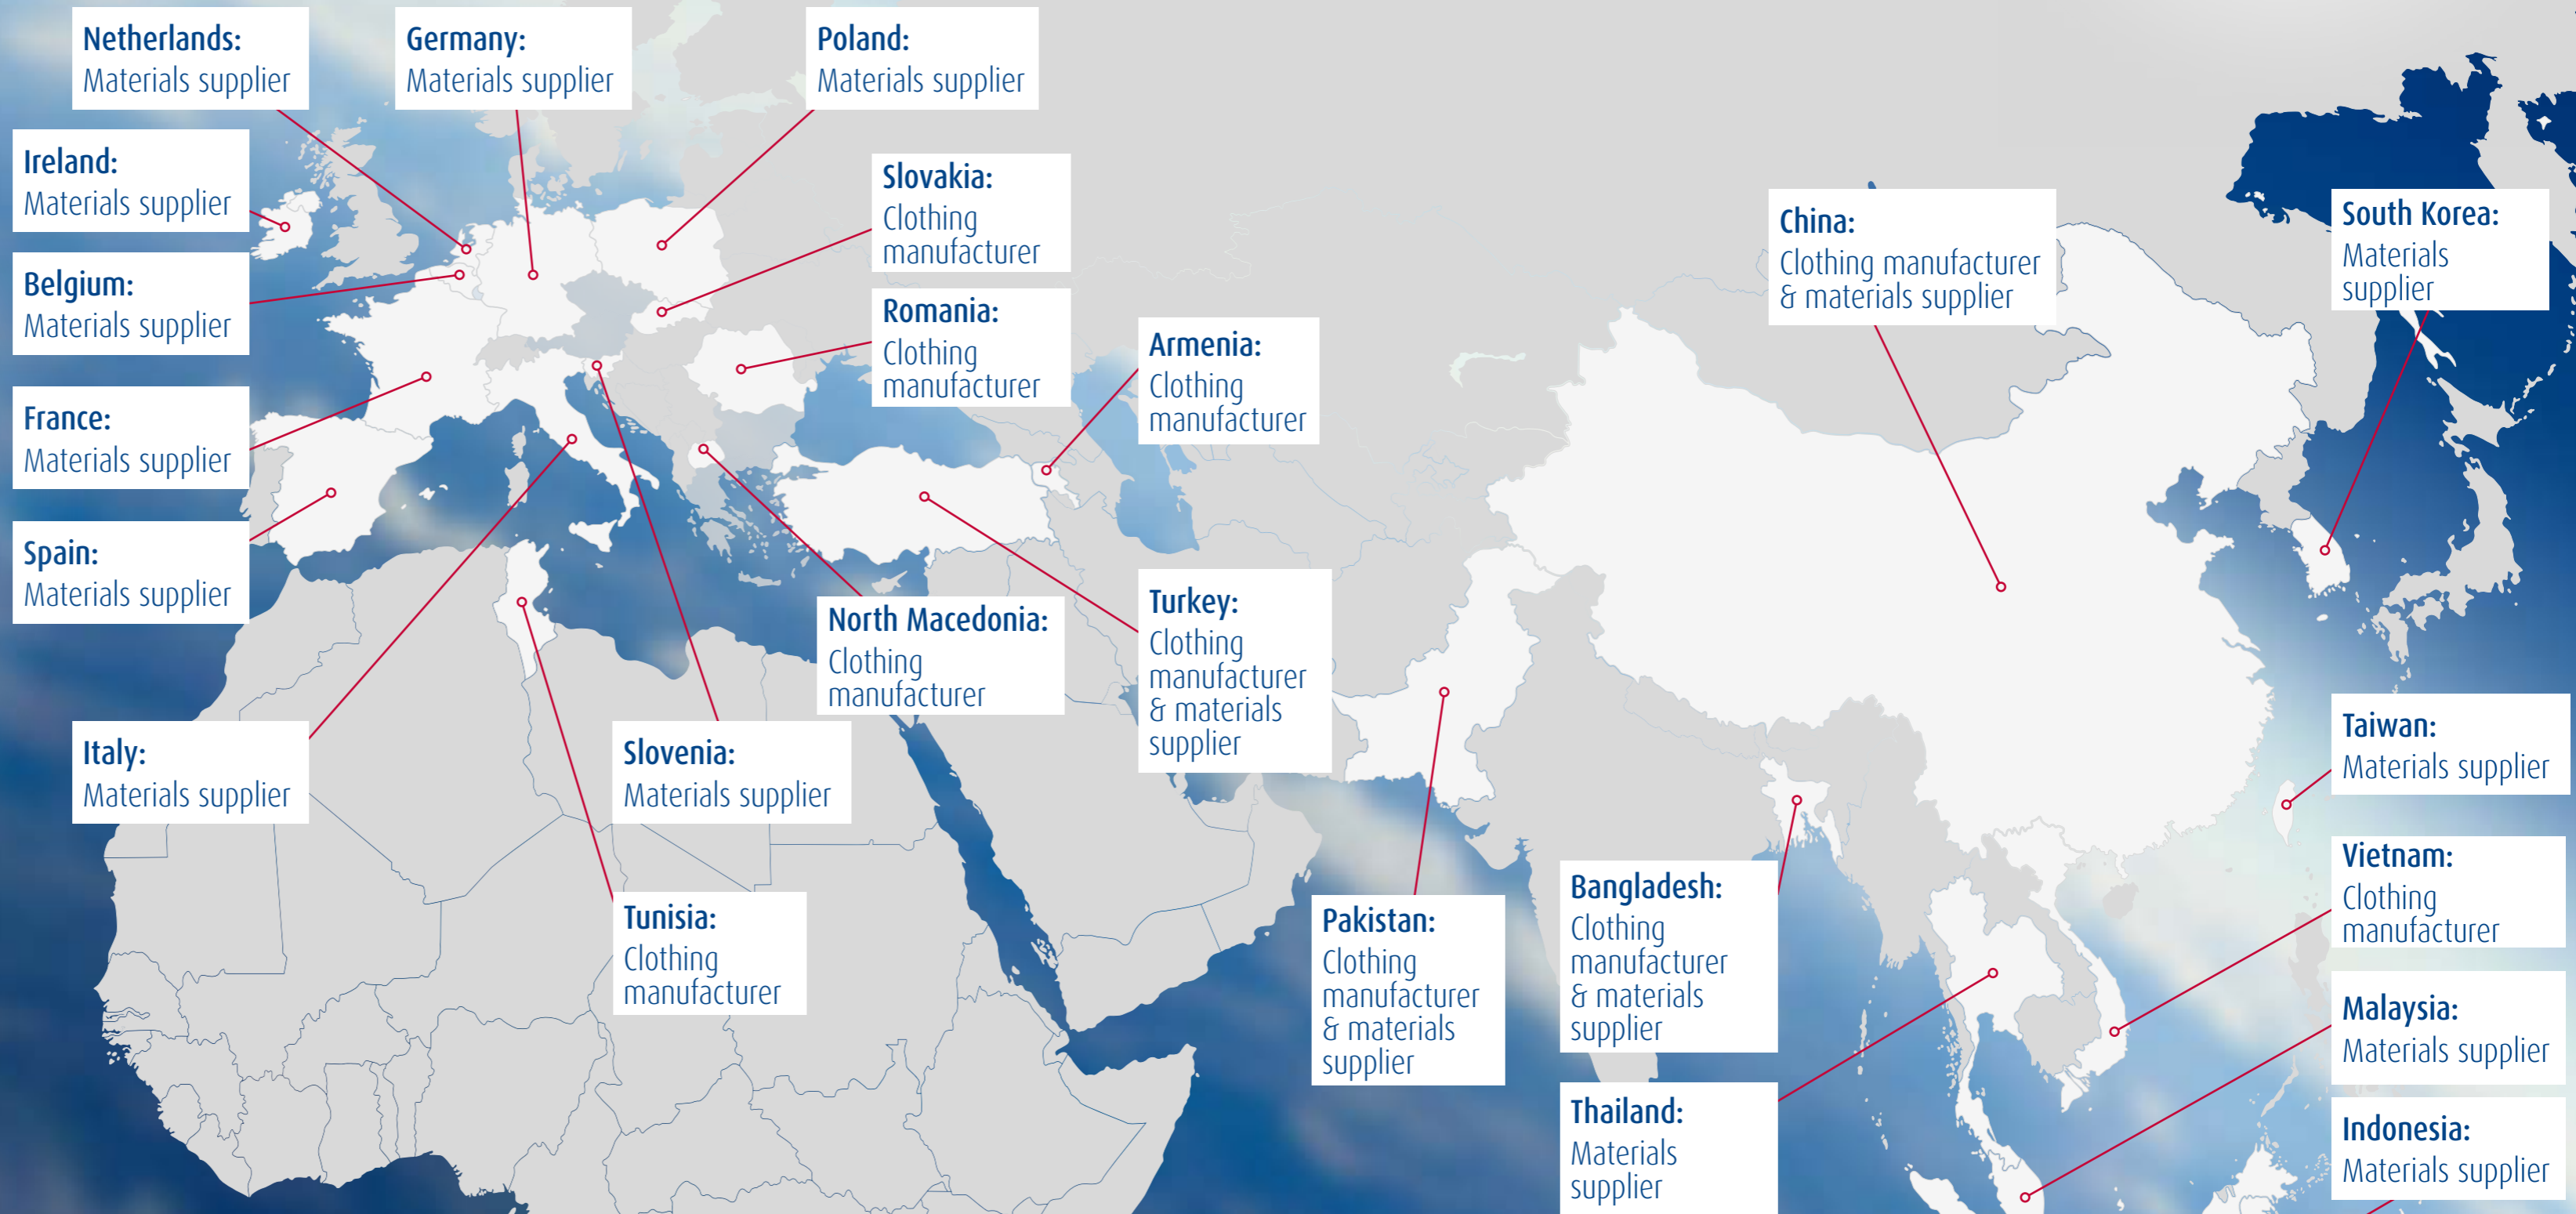 Netherlands:
Materials supplier
Germany:
Materials supplier
Poland:
Materials supplier
Ireland:
Materials supplier
Slovakia:
Clothing
manufacturer
China:
Clothing manufacturer
& materials supplier
South Korea:
Materials
supplier
Belgium:
Materials supplier
Romania:
Clothing
manufacturer
Armenia:
Clothing
manufacturer
France:
Materials supplier
Spain:
Materials supplier
North Macedonia:
Clothing
manufacturer
Turkey:
Clothing
manufacturer
& materials
supplier
Italy:
Materials supplier
Slovenia:
Materials supplier
Taiwan:
Materials supplier
Tunisia:
Clothing
manufacturer
Pakistan:
Clothing
manufacturer
& materials
supplier
Bangladesh:
Clothing
manufacturer
& materials
supplier
Vietnam:
Clothing
manufacturer
Malaysia:
Materials supplier
Thailand:
Materials
supplier
Indonesia:
Materials supplier